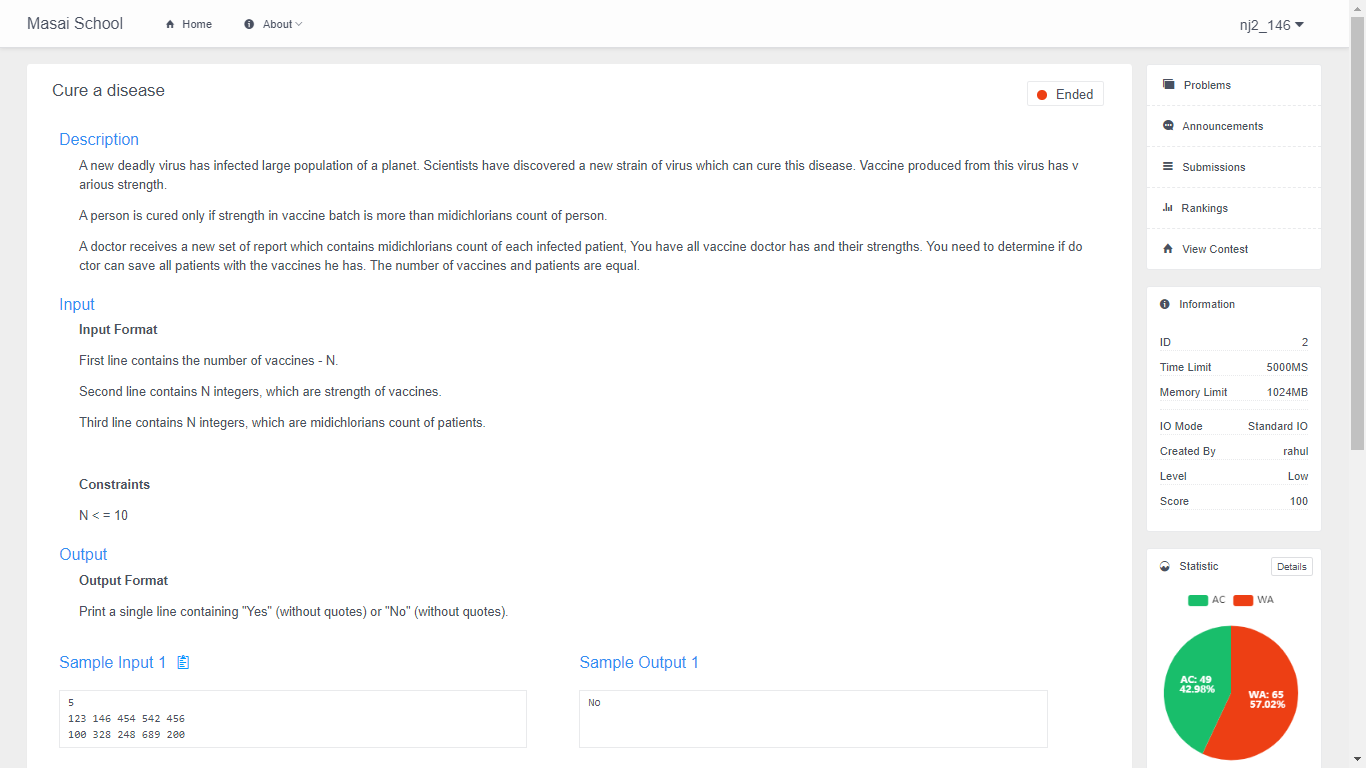 Masai School
Home
About
nj2_146
Cure a disease
Ended
Description
A new deadly virus has infected large population of a planet. Scientists have discovered a new strain of virus which can cure this disease. Vaccine produced from this virus has v
arious strength.
A person is cured only if strength in vaccine batch is more than midichlorians count of person.
A doctor receives a new set of report which contains midichlorians count of each infected patient, You have all vaccine doctor has and their strengths. You need to determine if do
ctor can save all patients with the vaccines he has. The number of vaccines and patients are equal.
Input
Input Format
First line contains the number of vaccines - N.
Second line contains N integers, which are strength of vaccines.
Third line contains N integers, which are midichlorians count of patients.
Constraints
N < = 10
Output
Output Format
Print a single line containing "Yes" (without quotes) or "No" (without quotes).
Sample Input 1
5
123 146 454 542 456
100 328 248 689 200
Sample Output 1
No
Problems
Announcements
Submissions
Rankings
View Contest
Information
ID 2
Time Limit 5000MS
Memory Limit 1024MB
IO Mode Standard IO
Created By rahul
Level Low
Score 100
Statistic
Details
AC WA
AC: 49
42.98%
WA: 65
57.02%